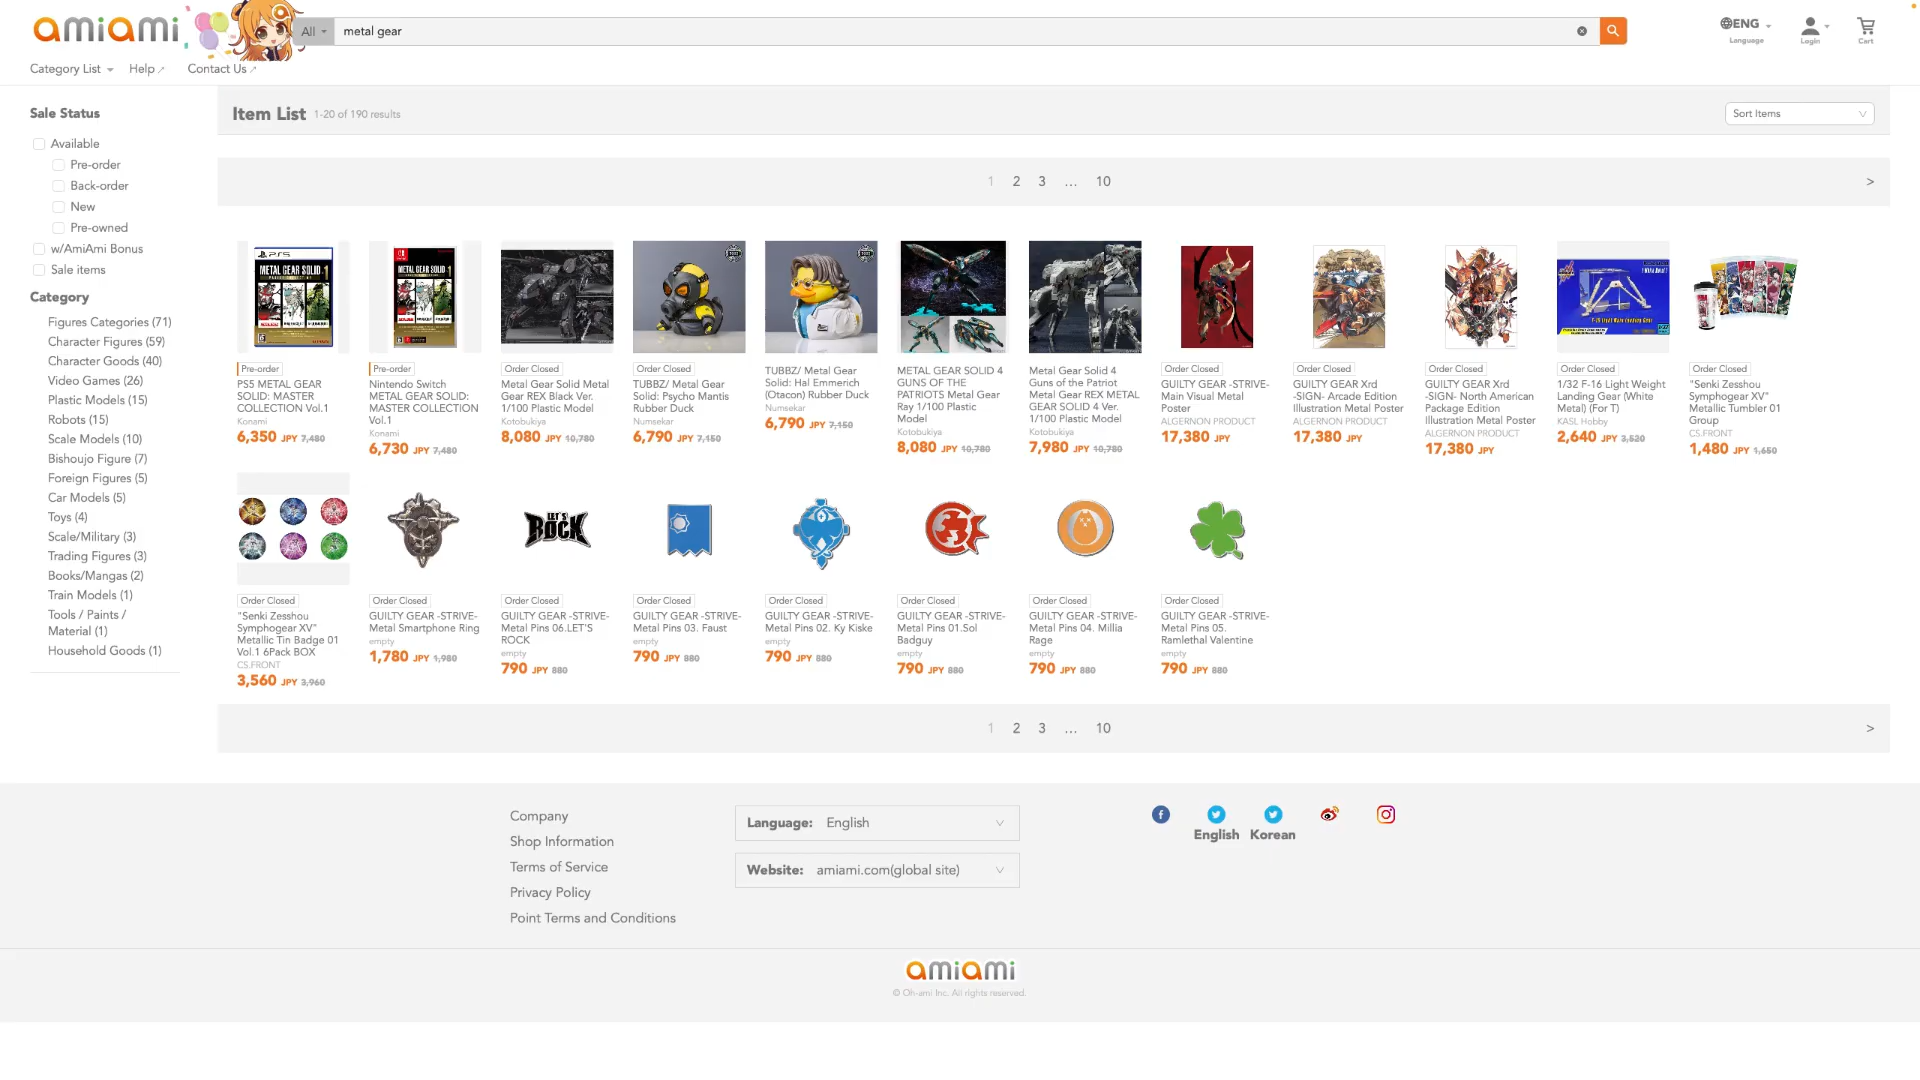 amiami
All
metal gear
ENG
Language
Login
Cart
Category List
Help
Contact Us
Sale Status
Available
Pre-order
Back-order
New
Pre-owned
w/AmiAmi Bonus
Sale items
Category
Figures Categories (71)
Character Figures (59)
Character Goods (40)
Video Games (26)
Plastic Models (15)
Robots (15)
Scale Models (10)
Bishoujo Figure (7)
Foreign Figures (5)
Car Models (5)
Toys (4)
Scale/Military (3)
Trading Figures (3)
Books/Mangas (2)
Train Models (1)
Tools / Paints /
Material (1)
Household Goods (1)
Item List 1-20 of 190 results
Sort Items
1 2 3 ... 10 >
Pre-order
PS5 METAL GEAR
SOLID: MASTER
COLLECTION Vol.1
Konami
6,350 JPY 7,480
Pre-order
Nintendo Switch
METAL GEAR SOLID:
MASTER COLLECTION
Vol.1
Konami
6,730 JPY 7,480
Order Closed
Metal Gear Solid Metal
Gear REX Black Ver.
1/100 Plastic Model
Kotobukiya
8,080 JPY 10,780
Order Closed
TUBBZ/ Metal Gear
Solid: Psycho Mantis
Rubber Duck
Numsekar
6,790 JPY 7,150
TUBBZ/ Metal Gear
Solid: Hal Emmerich
(Otacon) Rubber Duck
Numsekar
6,790 JPY 7,150
METAL GEAR SOLID 4
GUNS OF THE
PATRIOTS Metal Gear
Ray 1/100 Plastic
Model
Kotobukiya
8,080 JPY 10,780
Metal Gear Solid 4
Guns of the Patriot
Metal Gear REX METAL
GEAR SOLID 4 Ver.
1/100 Plastic Model
Kotobukiya
7,980 JPY 10,780
Order Closed
GUILTY GEAR -STRIVE-
Main Visual Metal
Poster
ALGERNON PRODUCT
17,380 JPY
Order Closed
GUILTY GEAR Xrd
-SIGN- Arcade Edition
Illustration Metal Poster
ALGERNON PRODUCT
17,380 JPY
Order Closed
GUILTY GEAR Xrd
-SIGN- North American
Package Edition
Illustration Metal Poster
ALGERNON PRODUCT
17,380 JPY
Order Closed
1/32 F-16 Light Weight
Landing Gear (White
Metal) (For T)
KASL Hobby
2,640 JPY 3,520
Order Closed
"Senki Zesshou
Symphogear XV"
Metallic Tumbler 01
Group
CS.FRONT
1,480 JPY 1,650
Order Closed
"Senki Zesshou
Symphogear XV"
Metallic Tin Badge 01
Vol.1 6Pack BOX
CS.FRONT
3,560 JPY 3,960
Order Closed
GUILTY GEAR -STRIVE-
Metal Smartphone Ring
empty
1,780 JPY 1,980
LET'S
ROCK
Order Closed
GUILTY GEAR -STRIVE-
Metal Pins 06.LET'S
ROCK
empty
790 JPY 880
Order Closed
GUILTY GEAR -STRIVE-
Metal Pins 03. Faust
empty
790 JPY 880
Order Closed
GUILTY GEAR -STRIVE-
Metal Pins 02. Ky Kiske
empty
790 JPY 880
Order Closed
GUILTY GEAR -STRIVE-
Metal Pins 01.Sol
Badguy
empty
790 JPY 880
Order Closed
GUILTY GEAR -STRIVE-
Metal Pins 04. Millia
Rage
empty
790 JPY 880
Order Closed
GUILTY GEAR -STRIVE-
Metal Pins 05.
Ramlethal Valentine
empty
790 JPY 880
1 2 3 ... 10 >
Company
Shop Information
Terms of Service
Privacy Policy
Point Terms and Conditions
Language: English
Website: amiami.com(global site)
English
Korean
amiami
© Oh-ami Inc. All rights reserved.